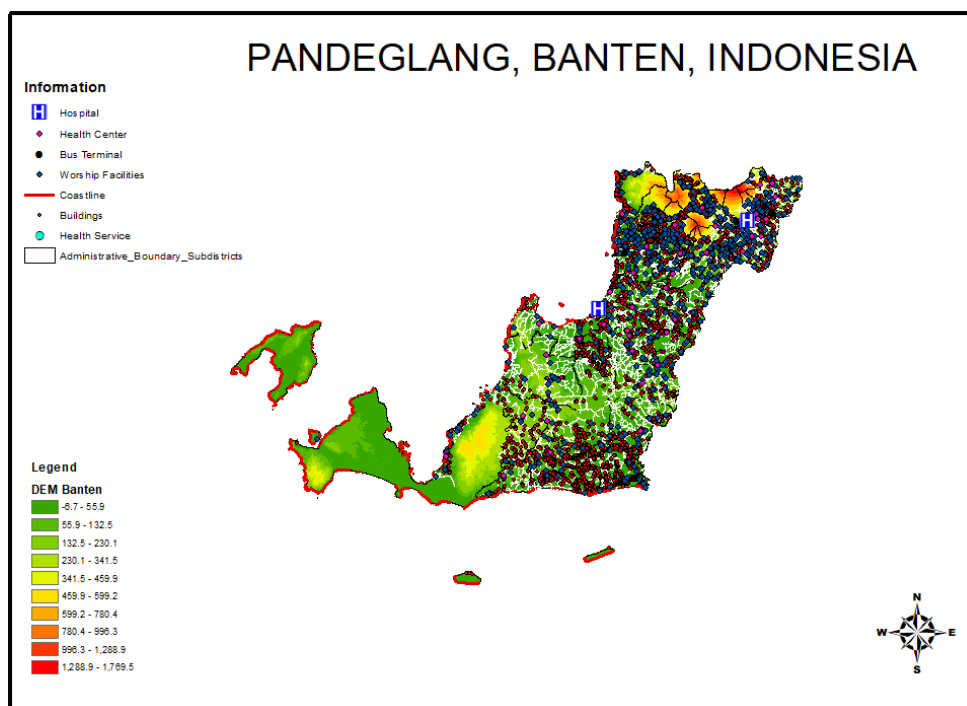 PANDEGLANG, BANTEN, INDONESIA
Information
H Hospital
Health Center
Bus Terminal
Worship Facilities
Coastline
Buildings
Health Service
Administrative_Boundary_Subdistricts
H
H
Legend
DEM Banten
-6.7 - 55.9
55.9 - 132.5
132.5 - 230.1
230.1 - 341.5
341.5 - 459.9
459.9 - 599.2
599.2 - 780.4
780.4 - 996.3
996.3 - 1,288.9
1,288.9 - 1,769.5
N
W E
S